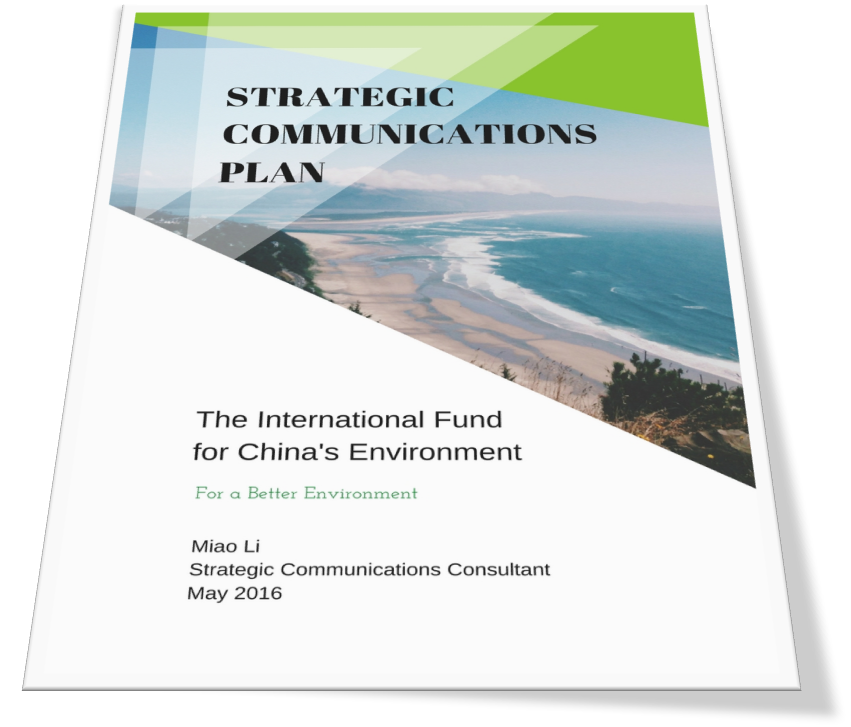 STRATEGIC
COMMUNICATIONS
PLAN
The International Fund
for China's Environment
For a Better Environment
Miao Li
Strategic Communications Consultant
May 2016